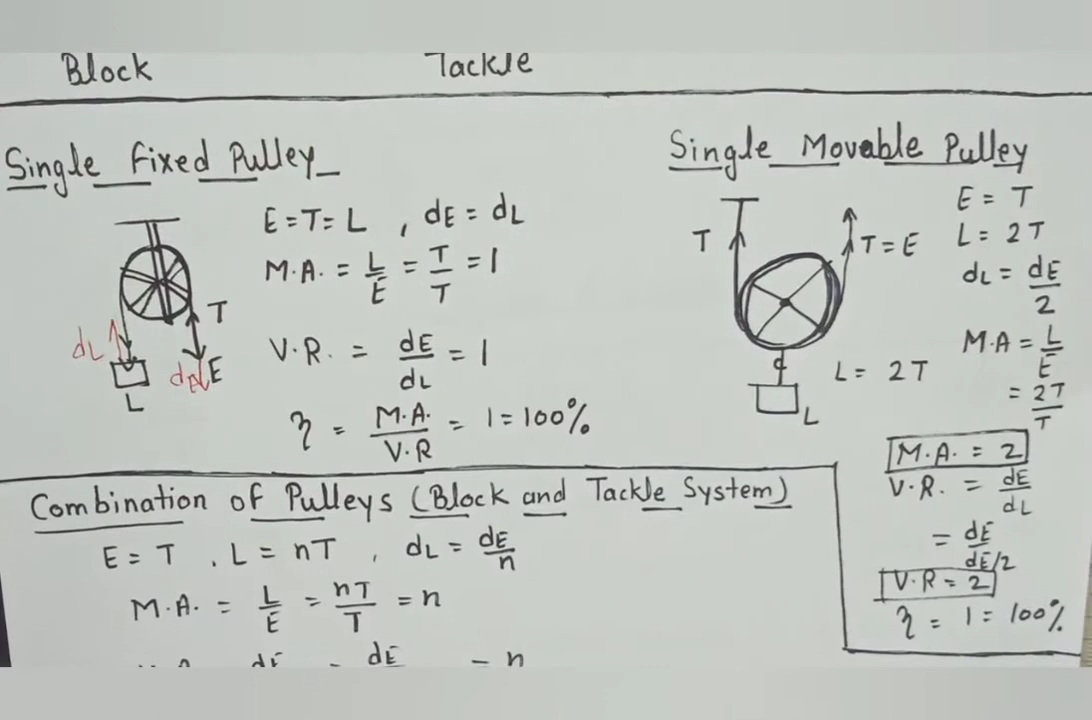 Block Tackle
Single Fixed Pulley
E = T = L , dE = dL
M.A. = L/E = T/T = 1
V.R. = dE/dL = 1
η = M.A./V.R = 1 = 100%
T
dL
E
L
Single Movable Pulley
T
T = E
L = 2T
L
E = T
L = 2T
dL = dE/2
M.A = L/E
= 2T/T
M.A. = 2
V.R. = dE/dL
= dE/dE/2
V.R = 2
η = 1 = 100%
Combination of Pulleys (Block and Tackle System)
E = T , L = nT , dL = dE/n
M.A. = L/E = nT/T = n
dE = dE = n